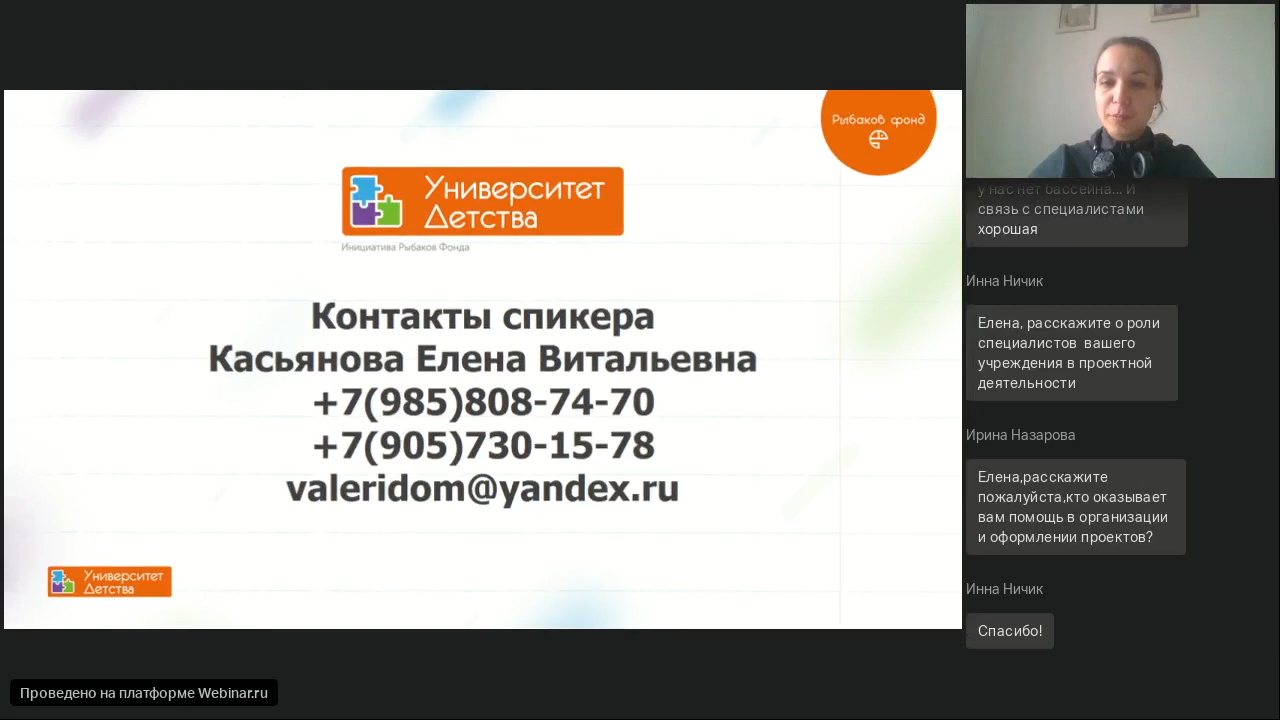 Рыбаков фонд
Университет
Детства
Инициатива Рыбаков Фонда
Контакты спикера
Касьянова Елена Витальевна
+7(985)808-74-70
+7(905)730-15-78
valeridom@yandex.ru
Университет
Детства
Проведено на платформе Webinar.ru
у нас нет бассейна... И
связь с специалистами
хорошая
Инна Ничик
Елена, расскажите о роли
специалистов вашего
учреждения в проектной
деятельности
Ирина Назарова
Елена,расскажите
пожалуйста,кто оказывает
вам помощь в организации
и оформлении проектов?
Инна Ничик
Спасибо!